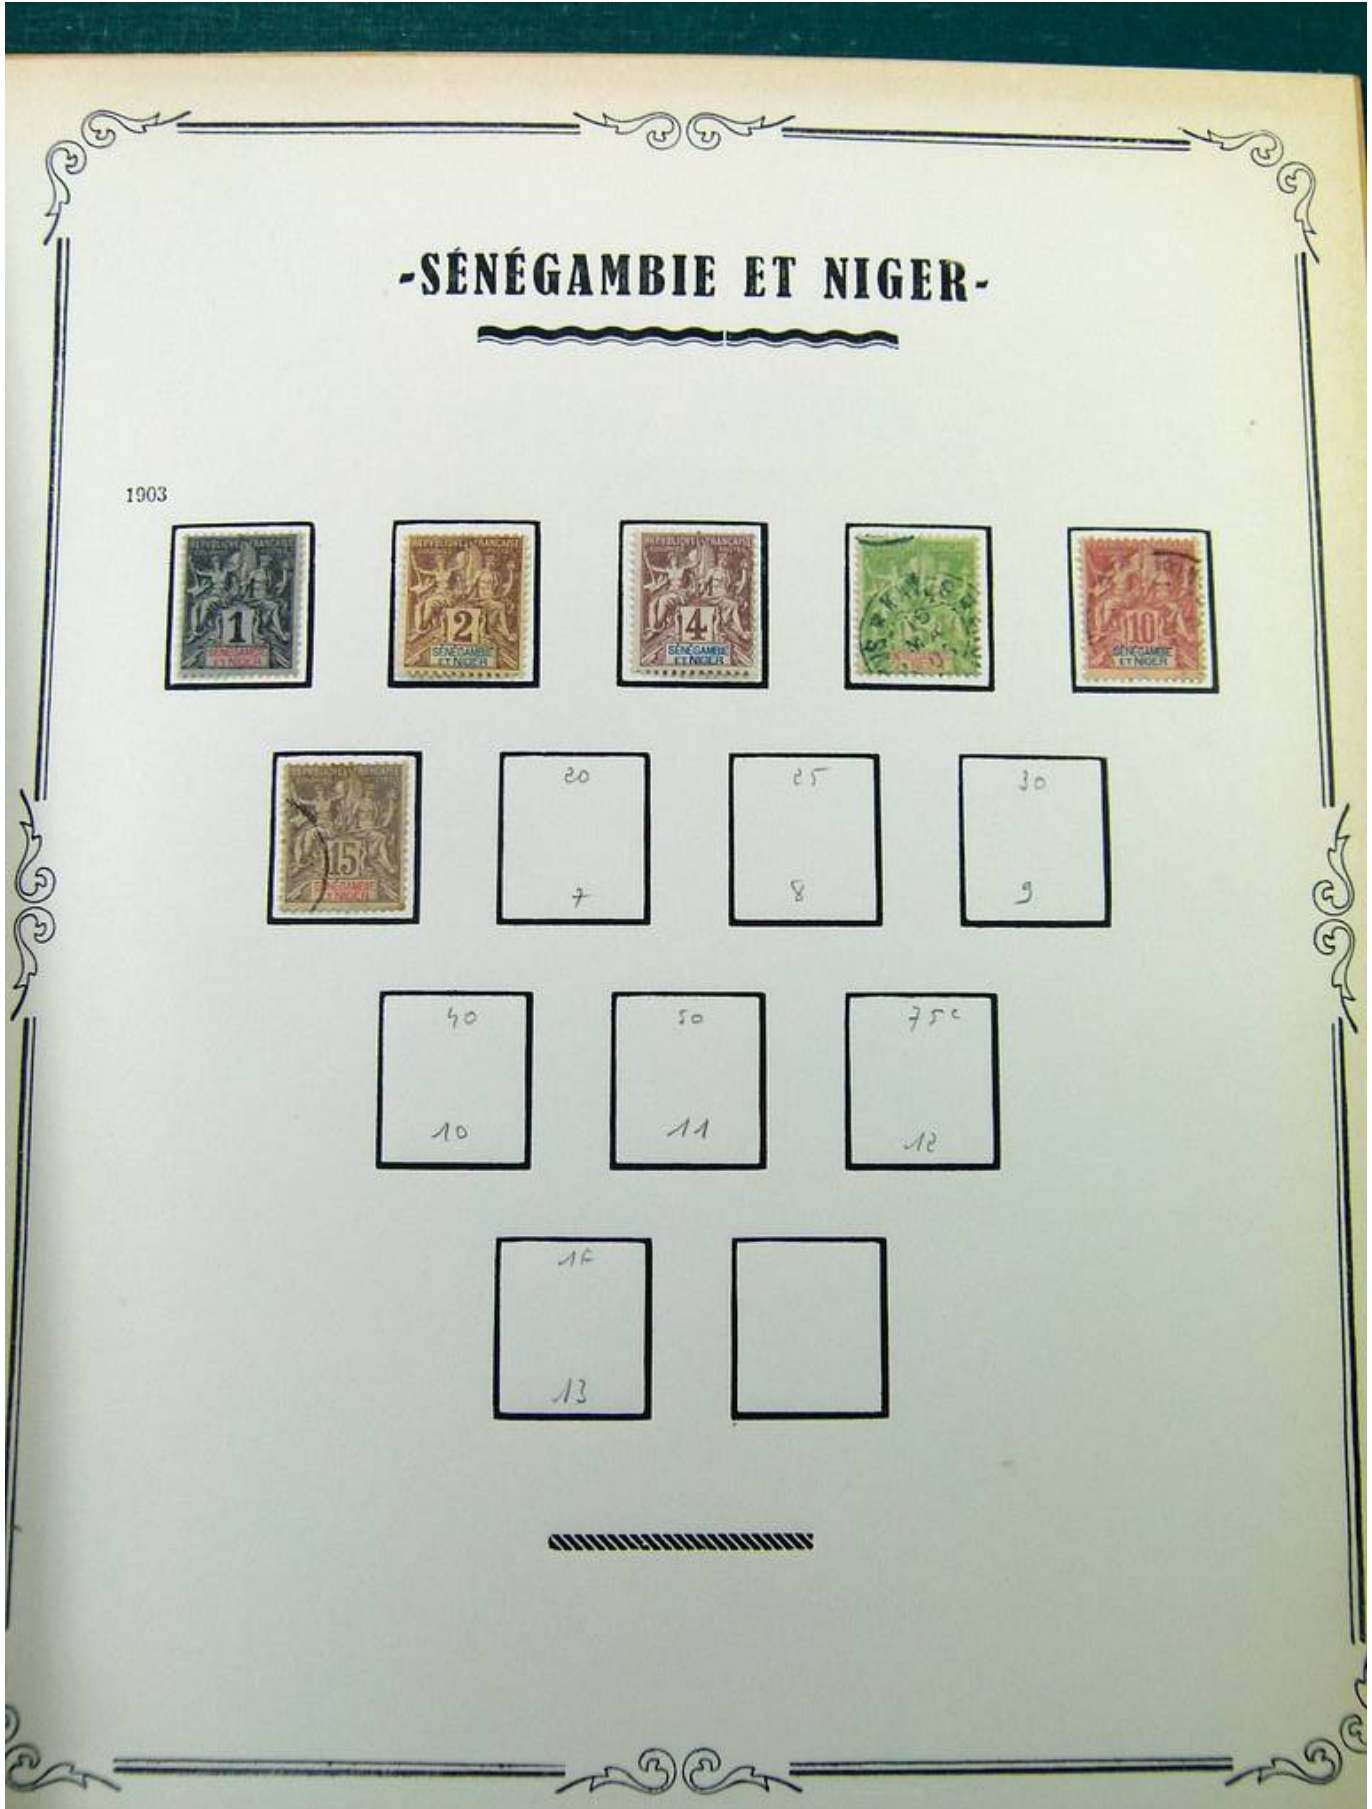 -SÉNÉGAMBIE ET NIGER-
1903
RÉPUBLIQUE FRANÇAISE
1
SÉNÉGAMBIE
ET NIGER
RÉPUBLIQUE FRANÇAISE
2
SÉNÉGAMBIE
ET NIGER
RÉPUBLIQUE FRANÇAISE
4
SÉNÉGAMBIE
ET NIGER
10
SÉNÉGAMBIE
ET NIGER
RÉPUBLIQUE FRANÇAISE
15
SÉNÉGAMBIE
ET NIGER
20
7
25
8
30
9
40
10
50
11
75c
12
1F
13